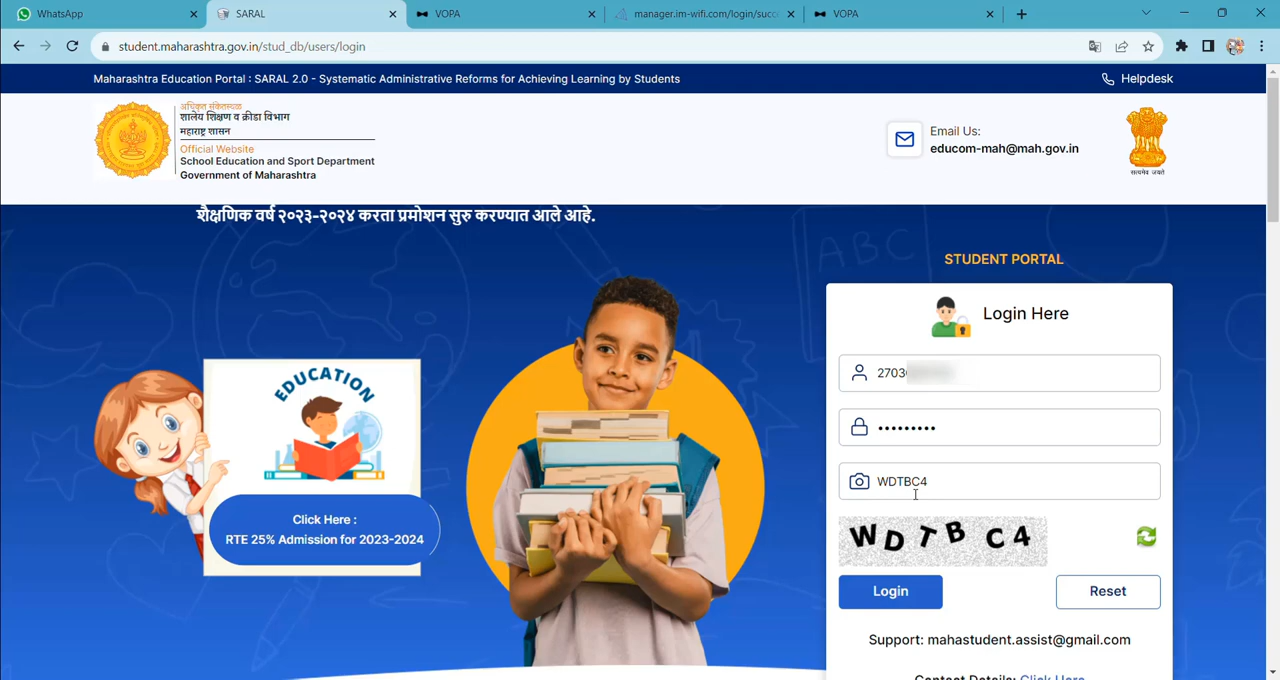 WhatsApp
SARAL
VOPA
manager.im-wifi.com/login/succ
VOPA
student.maharashtra.gov.in/stud_db/users/login
Maharashtra Education Portal : SARAL 2.0 - Systematic Administrative Reforms for Achieving Learning by Students
Helpdesk
अधिकृत संकेतस्थळ
शालेय शिक्षण व क्रीडा विभाग
महाराष्ट्र शासन
Official Website
School Education and Sport Department
Government of Maharashtra
Email Us:
educom-mah@mah.gov.in
सत्यमेव जयते
शैक्षणिक वर्ष २०२३-२०२४ करता प्रमोशन सुरु करण्यात आले आहे.
ABC
STUDENT PORTAL
Login Here
2703
WDTBC4
WDTBC4
Login
Reset
EDUCATION
Click Here :
RTE 25% Admission for 2023-2024
Support: mahastudent.assist@gmail.com
Contact Details: Click Here